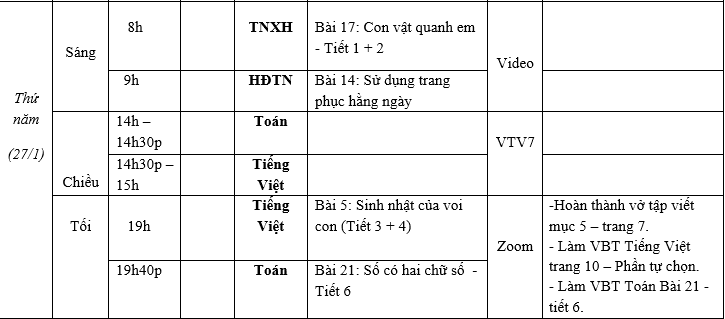 Thứ
năm
(27/1)
Sáng
8h
TNXH
Bài 17: Con vật quanh em
- Tiết 1 + 2
Video
9h
HĐTN
Bài 14: Sử dụng trang
phục hằng ngày
Chiều
14h –
14h30p
Toán
VTV7
14h30p –
15h
Tiếng
Việt
Tối
19h
Tiếng
Việt
Bài 5: Sinh nhật của voi
con (Tiết 3 + 4)
Zoom
-Hoàn thành vở tập viết
mục 5 – trang 7.
- Làm VBT Tiếng Việt
trang 10 – Phần tự chọn.
- Làm VBT Toán Bài 21 -
tiết 6.
19h40p
Toán
Bài 21: Số có hai chữ số -
Tiết 6